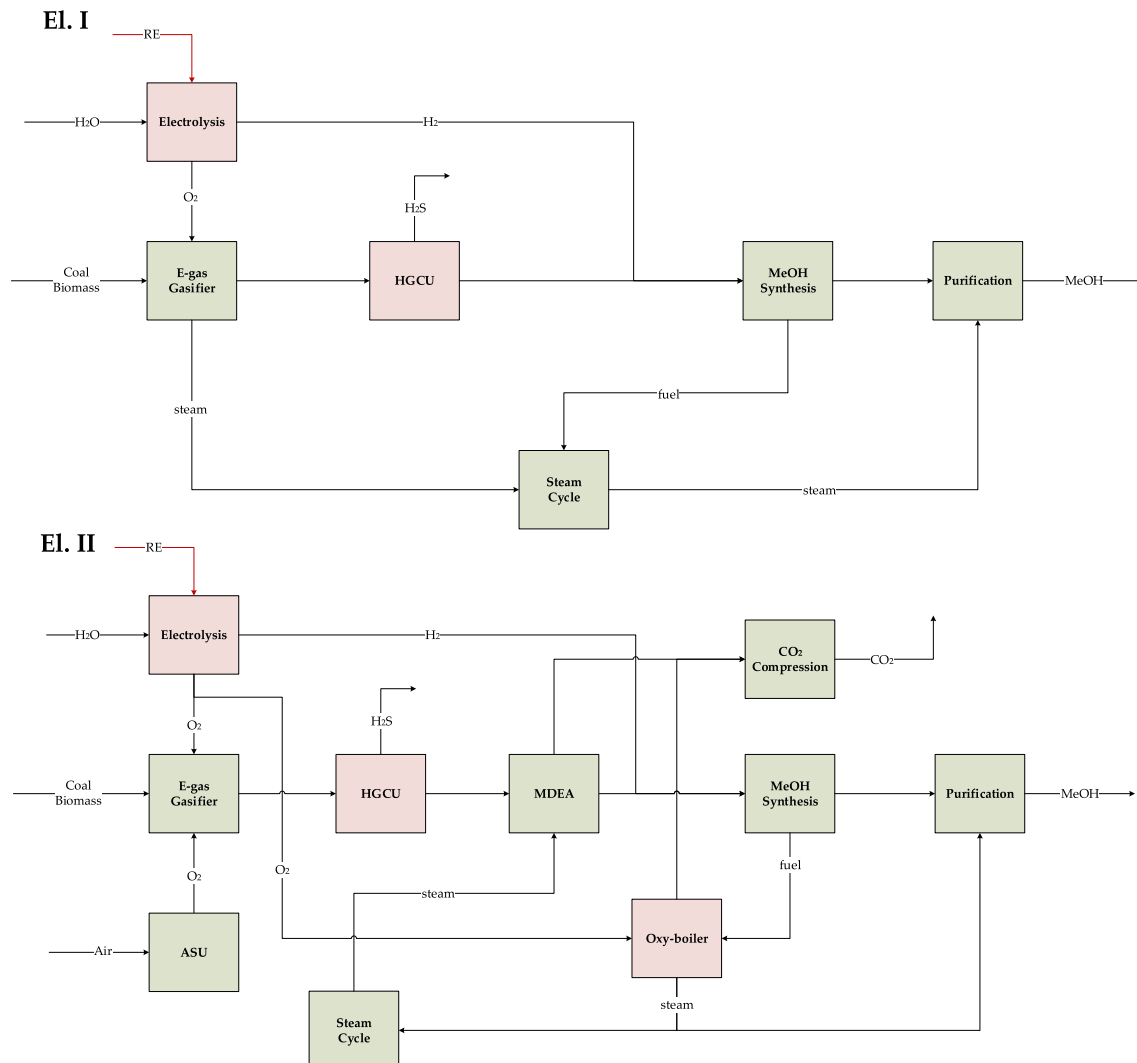 El. I
RE
H₂O
Electrolysis
H₂
O₂
H₂S
Coal
Biomass
E-gas
Gasifier
HGCU
MeOH
Synthesis
Purification
MeOH
fuel
steam
Steam
Cycle
steam
El. II
RE
H₂O
Electrolysis
H₂
CO₂
Compression
CO₂
O₂
H₂S
Coal
Biomass
E-gas
Gasifier
HGCU
MDEA
MeOH
Synthesis
Purification
MeOH
O₂
O₂
fuel
steam
Air
ASU
Oxy-boiler
steam
Steam
Cycle